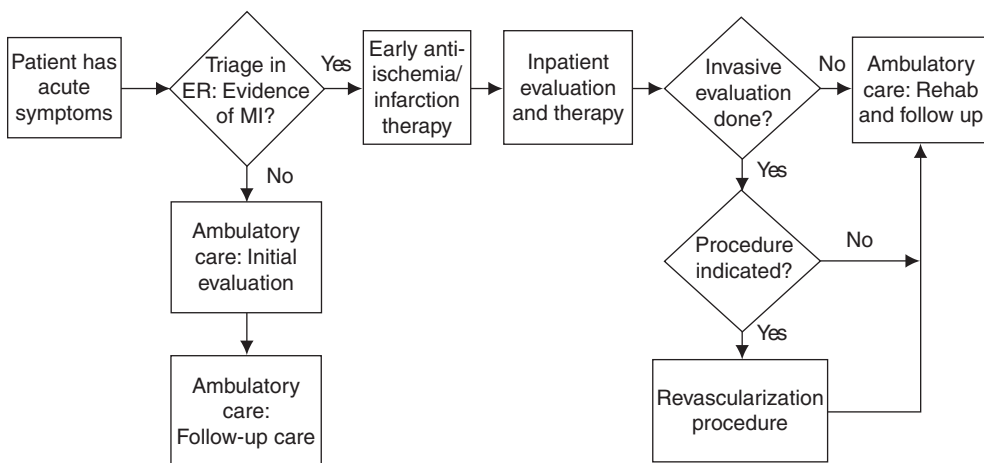 Patient has
acute
symptoms
Triage in
ER: Evidence
of MI?
Yes
Early anti-
ischemia/
infarction
therapy
Inpatient
evaluation
and therapy
Invasive
evaluation
done?
No
Ambulatory
care: Rehab
and follow up
No
Yes
Ambulatory
care: Initial
evaluation
Procedure
indicated?
No
Yes
Ambulatory
care:
Follow-up care
Revascularization
procedure